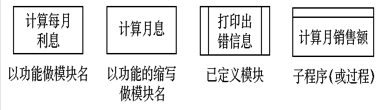 计算每月
利息
计算月息
打印出
错信息
计算月销售额
以功能做模块名
以功能的缩写
做模块名
已定义模块
子程序(或过程)